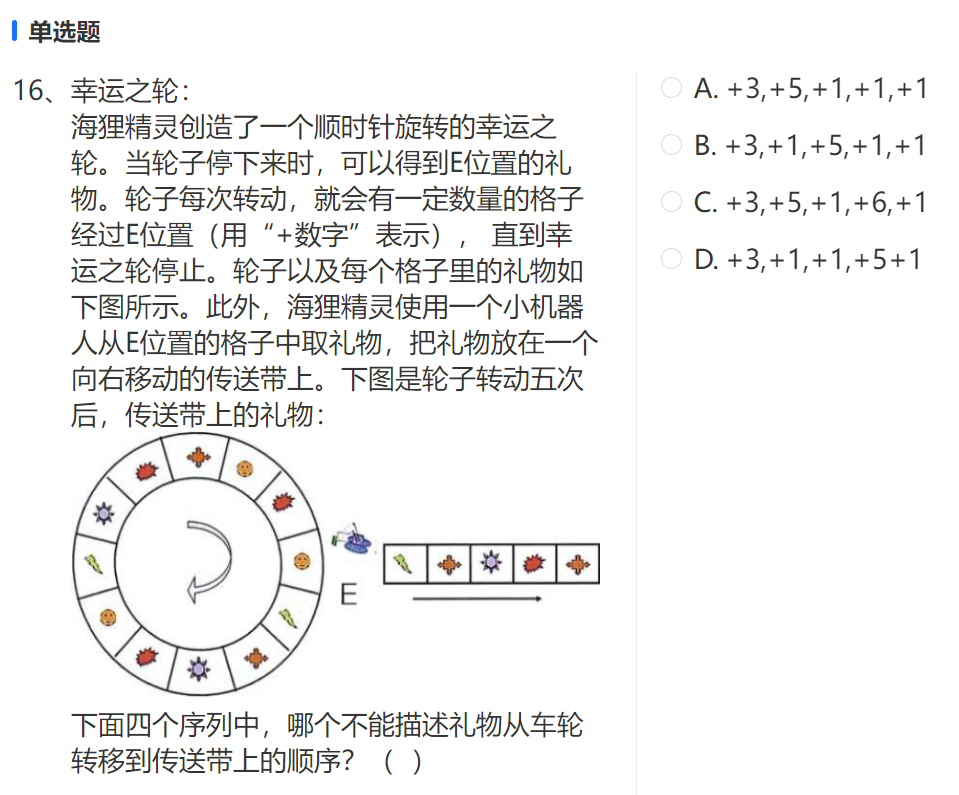 单选题
16、幸运之轮：
海狸精灵创造了一个顺时针旋转的幸运之
轮。当轮子停下来时，可以得到E位置的礼
物。轮子每次转动，就会有一定数量的格子
经过E位置（用“+数字”表示）， 直到幸
运之轮停止。轮子以及每个格子里的礼物如
下图所示。此外，海狸精灵使用一个小机器
人从E位置的格子中取礼物，把礼物放在一个
向右移动的传送带上。下图是轮子转动五次
后，传送带上的礼物：
E
下面四个序列中，哪个不能描述礼物从车轮
转移到传送带上的顺序？（ ）
A. +3,+5,+1,+1,+1
B. +3,+1,+5,+1,+1
C. +3,+5,+1,+6,+1
D. +3,+1,+1,+5+1